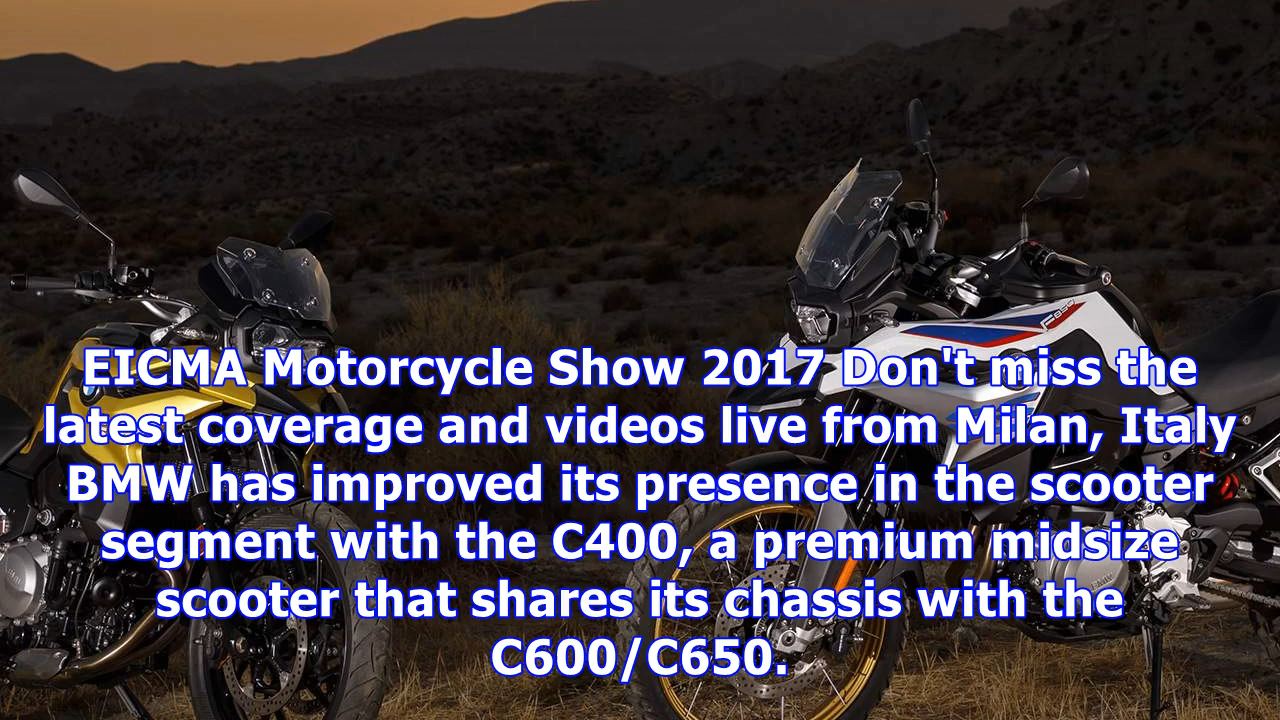 EICMA Motorcycle Show 2017 Don't miss the
latest coverage and videos live from Milan, Italy
BMW has improved its presence in the scooter
segment with the C400, a premium midsize
scooter that shares its chassis with the
C600/C650.
F850
BMW